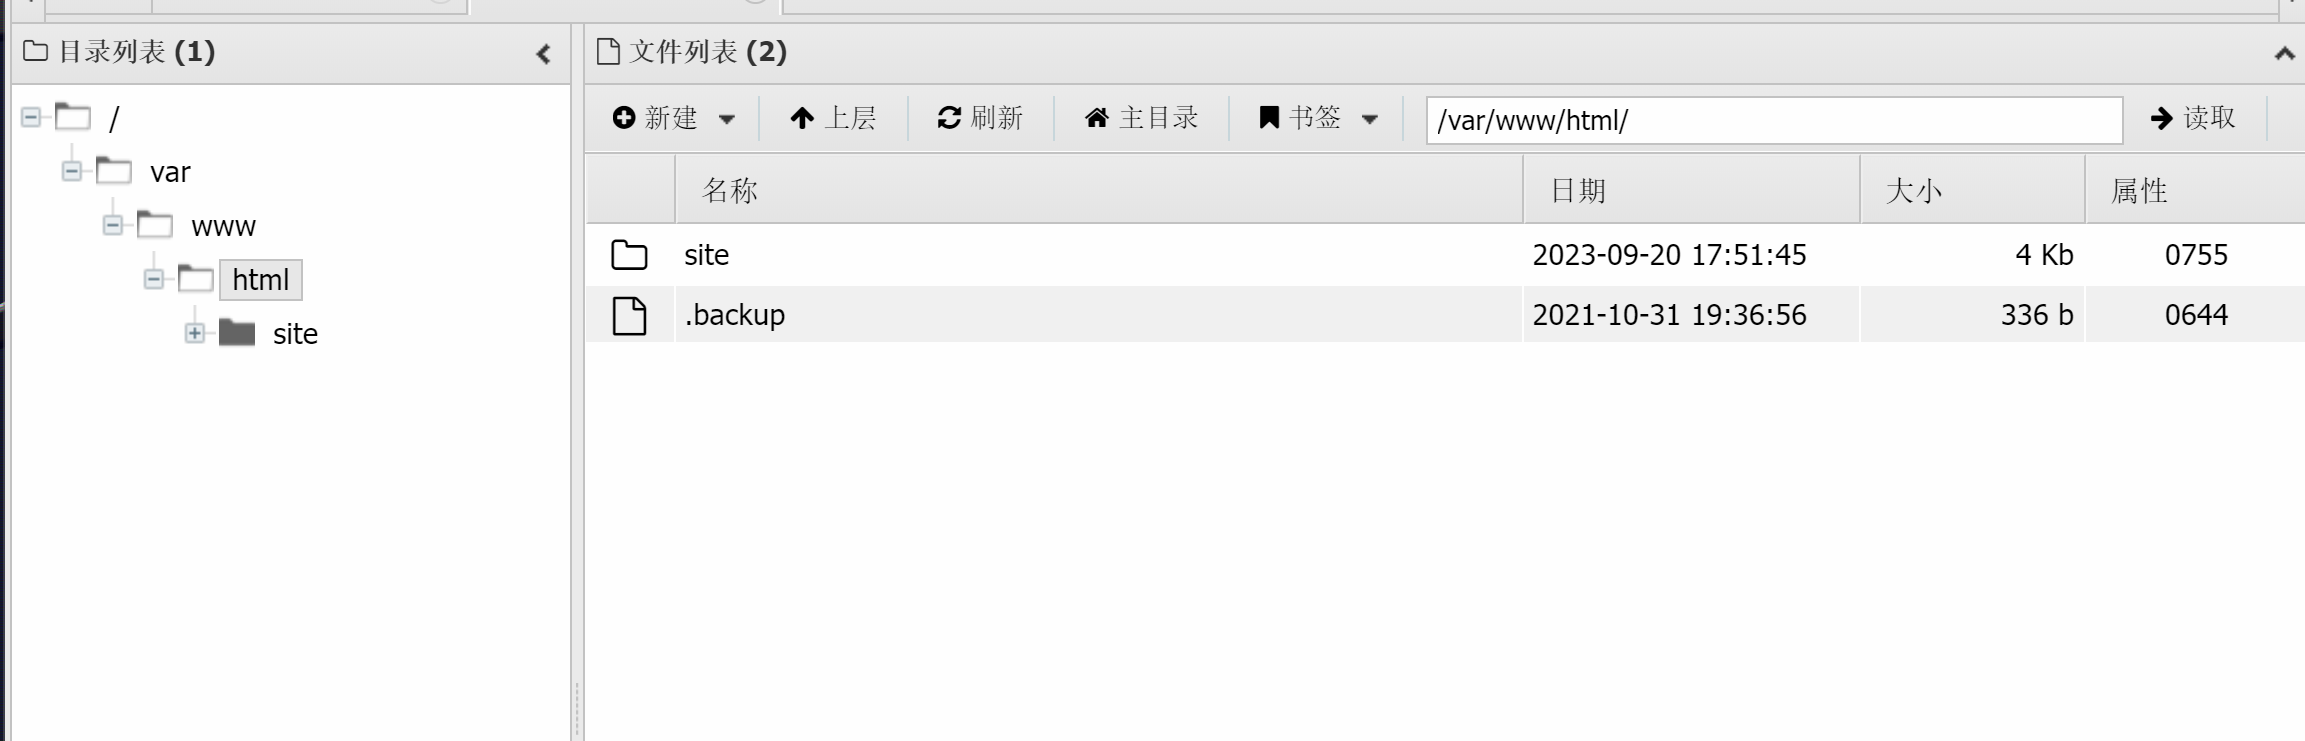 目录列表 (1)
文件列表 (2)
/
var
www
html
site
新建 上层 刷新 主目录 书签 /var/www/html/ 读取
名称 日期 大小 属性
site 2023-09-20 17:51:45 4 Kb 0755
.backup 2021-10-31 19:36:56 336 b 0644